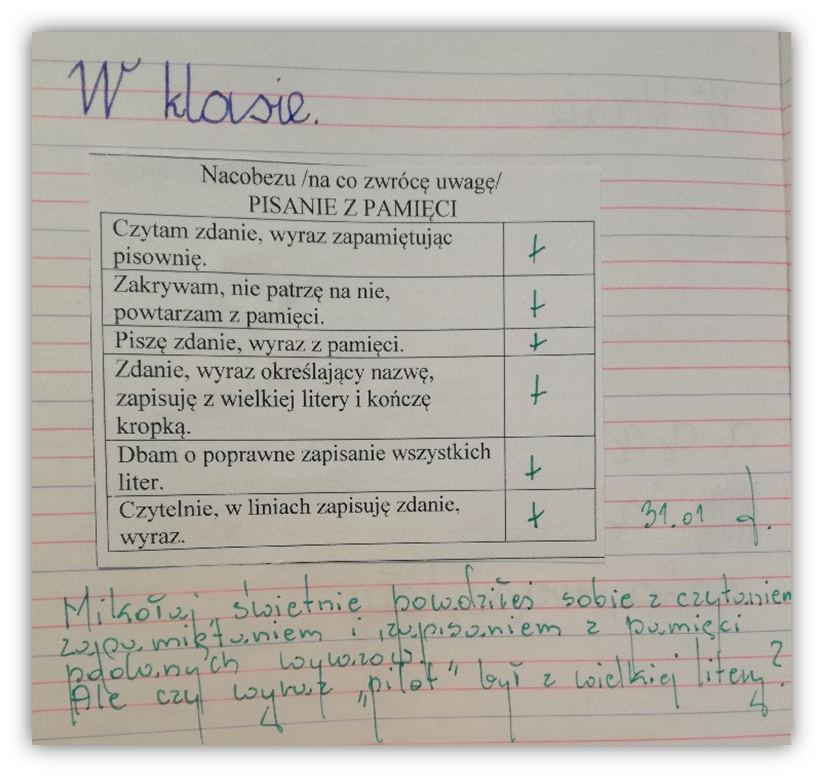 W klasie.
Nacobezu /na co zwrócę uwagę/
PISANIE Z PAMIĘCI
Czytam zdanie, wyraz zapamiętując
pisownię. +
Zakrywam, nie patrzę na nie,
powtarzam z pamięci. +
Piszę zdanie, wyraz z pamięci. +
Zdanie, wyraz określający nazwę,
zapisuję z wielkiej litery i kończę
kropką. +
Dbam o poprawne zapisanie wszystkich
liter. +
Czytelnie, w liniach zapisuję zdanie,
wyraz. +
31.01
Mikołaj, świetnie powdziłeś sobie z czytaniem
zapamiętaniem i zapisaniem z pamięci
podanych wyrazów.
Ale czy wyraz „pilot" był z wielkiej litery?